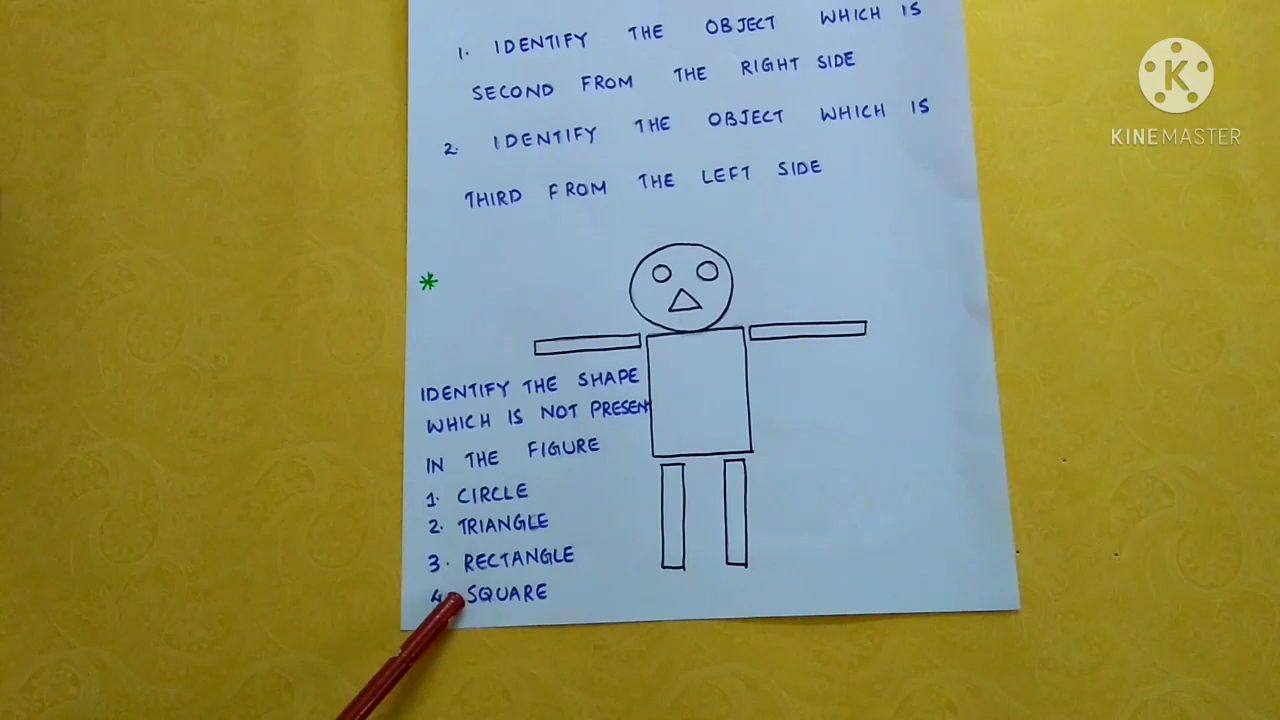 1. IDENTIFY THE OBJECT WHICH IS
SECOND FROM THE RIGHT SIDE
2. IDENTIFY THE OBJECT WHICH IS
THIRD FROM THE LEFT SIDE
*
IDENTIFY THE SHAPE
WHICH IS NOT PRESENT
IN THE FIGURE
1. CIRCLE
2. TRIANGLE
3. RECTANGLE
4. SQUARE
K
KINEMASTER